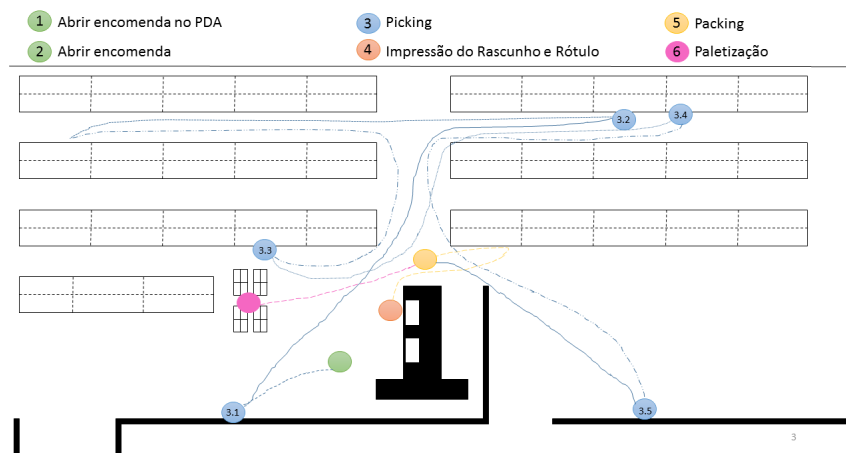 1 Abrir encomenda no PDA
3 Picking
5 Packing
2 Abrir encomenda
4 Impressão do Rascunho e Rótulo
6 Paletização
3.2
3.4
3.3
3.1
3.5
3